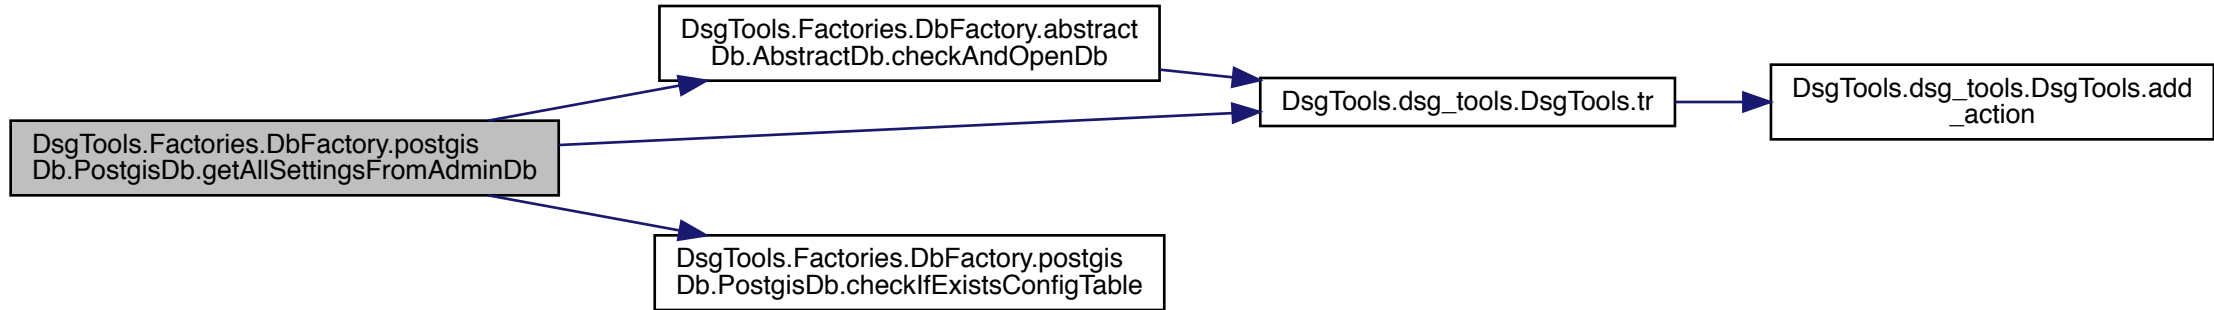 DsgTools.Factories.DbFactory.postgis
Db.PostgisDb.getAllSettingsFromAdminDb
DsgTools.Factories.DbFactory.abstract
Db.AbstractDb.checkAndOpenDb
DsgTools.dsg_tools.DsgTools.tr
DsgTools.dsg_tools.DsgTools.add
_action
DsgTools.Factories.DbFactory.postgis
Db.PostgisDb.checkIfExistsConfigTable